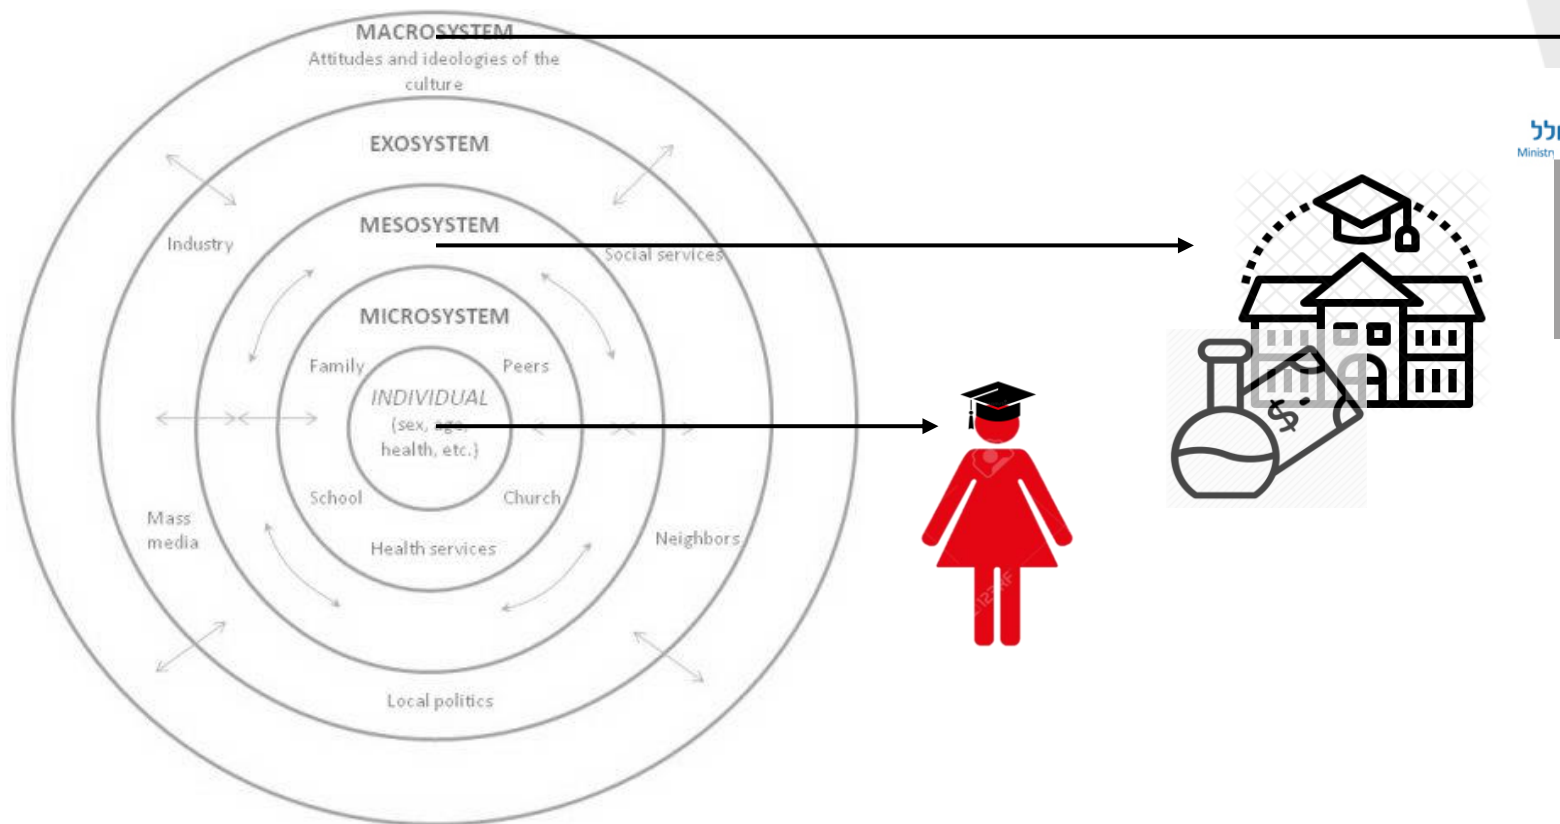 MACROSYSTEM
Attitudes and ideologies of the
culture
EXOSYSTEM
MESOSYSTEM
Industry
Social services
MICROSYSTEM
Family
Peers
INDIVIDUAL
(sex, age,
health, etc.)
School
Church
Mass
media
Health services
Neighbors
Local politics
$